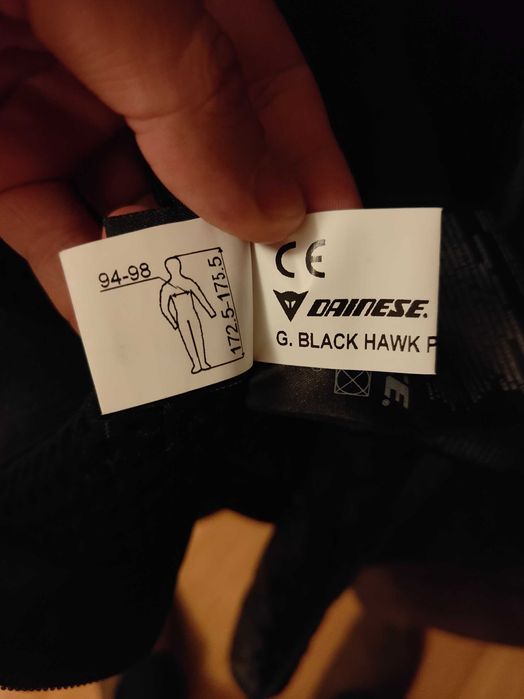 94-98
172.5-175.5
CE
DAINESE.
G. BLACK HAWK P